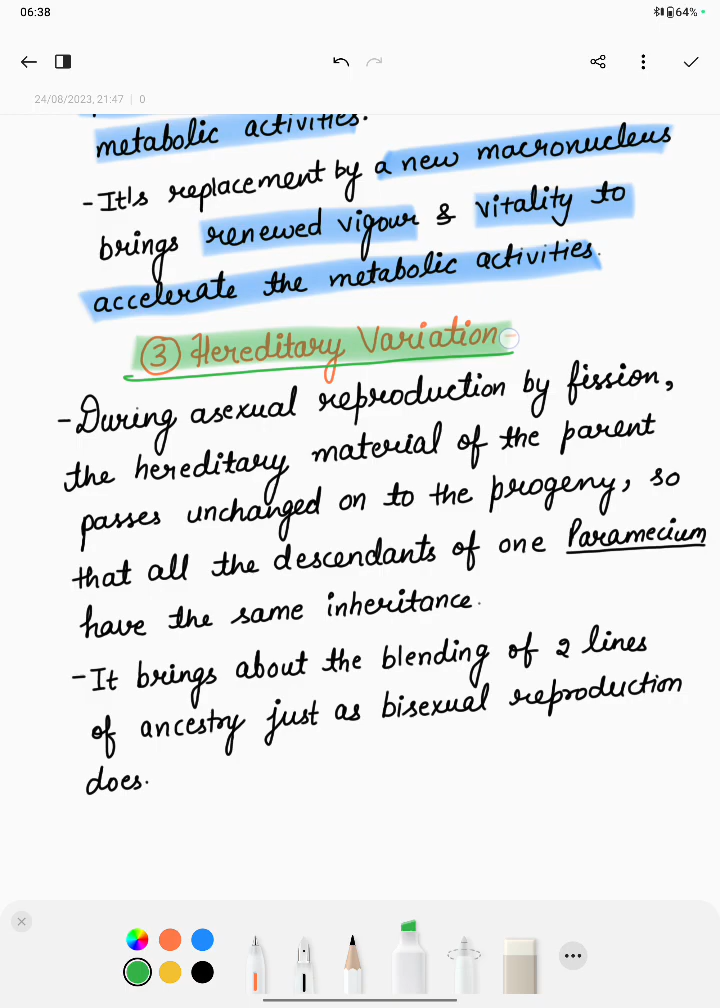 06:38
64%
24/08/2023, 21:47 | 0
metabolic activities.
- It's replacement by a new macronucleus
brings renewed vigour & vitality to
accelerate the metabolic activities.
③ Hereditary Variation -
- During asexual reproduction by fission,
the hereditary material of the parent
passes unchanged on to the progeny, so
that all the descendants of one Paramecium
have the same inheritance.
- It brings about the blending of 2 lines
of ancestry just as bisexual reproduction
does.